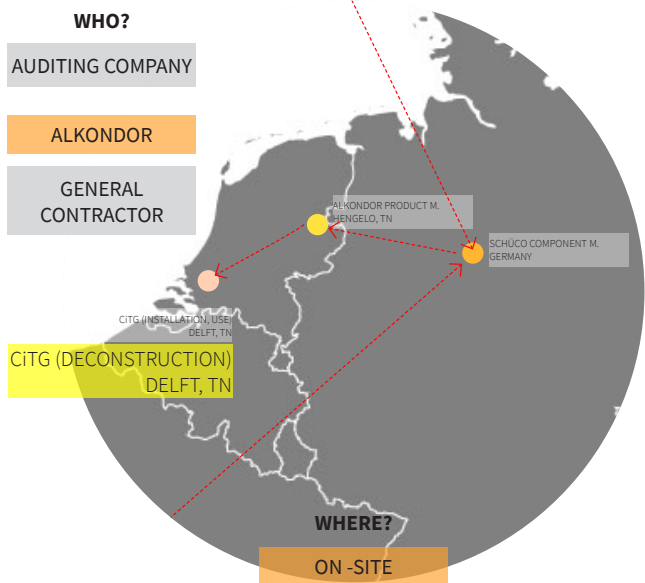 WHO?
AUDITING COMPANY
ALKONDOR
GENERAL
CONTRACTOR
ALKONDOR PRODUCT M.
HENGELO, TN
SCHÜCO COMPONENT M.
GERMANY
CiTG (INSTALLATION, USE)
DELFT, TN
CiTG (DECONSTRUCTION)
DELFT, TN
WHERE?
ON -SITE